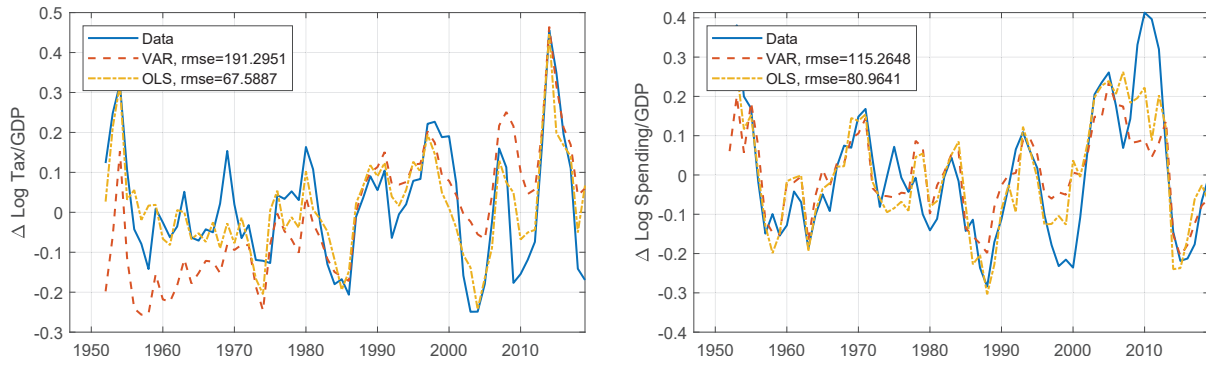 Δ Log Tax/GDP
0.5
0.4
0.3
0.2
0.1
0
-0.1
-0.2
-0.3
1950 1960 1970 1980 1990 2000 2010
Data
VAR, rmse=191.2951
OLS, rmse=67.5887
Δ Log Spending/GDP
0.4
0.3
0.2
0.1
0
-0.1
-0.2
-0.3
-0.4
1950 1960 1970 1980 1990 2000 2010
Data
VAR, rmse=115.2648
OLS, rmse=80.9641